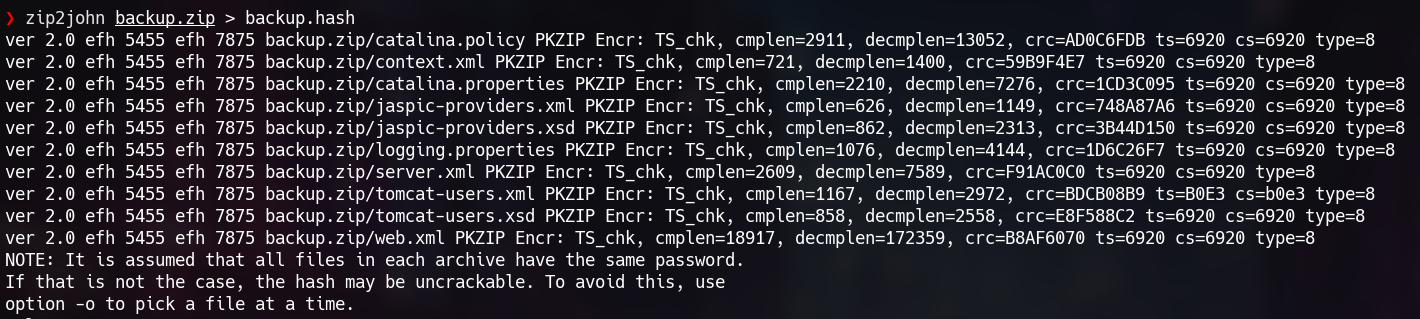 ❯ zip2john backup.zip > backup.hash
ver 2.0 efh 5455 efh 7875 backup.zip/catalina.policy PKZIP Encr: TS_chk, cmplen=2911, decmplen=13052, crc=AD0C6FDB ts=6920 cs=6920 type=8
ver 2.0 efh 5455 efh 7875 backup.zip/context.xml PKZIP Encr: TS_chk, cmplen=721, decmplen=1400, crc=59B9F4E7 ts=6920 cs=6920 type=8
ver 2.0 efh 5455 efh 7875 backup.zip/catalina.properties PKZIP Encr: TS_chk, cmplen=2210, decmplen=7276, crc=1CD3C095 ts=6920 cs=6920 type=8
ver 2.0 efh 5455 efh 7875 backup.zip/jaspic-providers.xml PKZIP Encr: TS_chk, cmplen=626, decmplen=1149, crc=748A87A6 ts=6920 cs=6920 type=8
ver 2.0 efh 5455 efh 7875 backup.zip/jaspic-providers.xsd PKZIP Encr: TS_chk, cmplen=862, decmplen=2313, crc=3B44D150 ts=6920 cs=6920 type=8
ver 2.0 efh 5455 efh 7875 backup.zip/logging.properties PKZIP Encr: TS_chk, cmplen=1076, decmplen=4144, crc=1D6C26F7 ts=6920 cs=6920 type=8
ver 2.0 efh 5455 efh 7875 backup.zip/server.xml PKZIP Encr: TS_chk, cmplen=2609, decmplen=7589, crc=F91AC0C0 ts=6920 cs=6920 type=8
ver 2.0 efh 5455 efh 7875 backup.zip/tomcat-users.xml PKZIP Encr: TS_chk, cmplen=1167, decmplen=2972, crc=BDCB08B9 ts=B0E3 cs=b0e3 type=8
ver 2.0 efh 5455 efh 7875 backup.zip/tomcat-users.xsd PKZIP Encr: TS_chk, cmplen=858, decmplen=2558, crc=E8F588C2 ts=6920 cs=6920 type=8
ver 2.0 efh 5455 efh 7875 backup.zip/web.xml PKZIP Encr: TS_chk, cmplen=18917, decmplen=172359, crc=B8AF6070 ts=6920 cs=6920 type=8
NOTE: It is assumed that all files in each archive have the same password.
If that is not the case, the hash may be uncrackable. To avoid this, use
option -o to pick a file at a time.